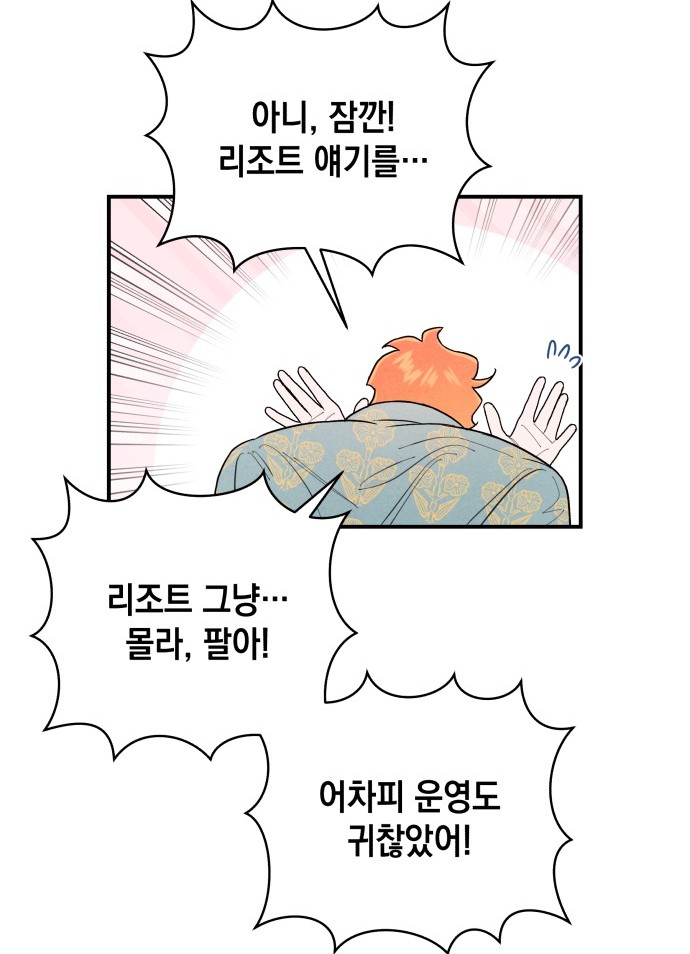 아니, 잠깐!
리조트 얘기를…
리조트 그냥…
몰라, 팔아!
어차피 운영도
귀찮았어!